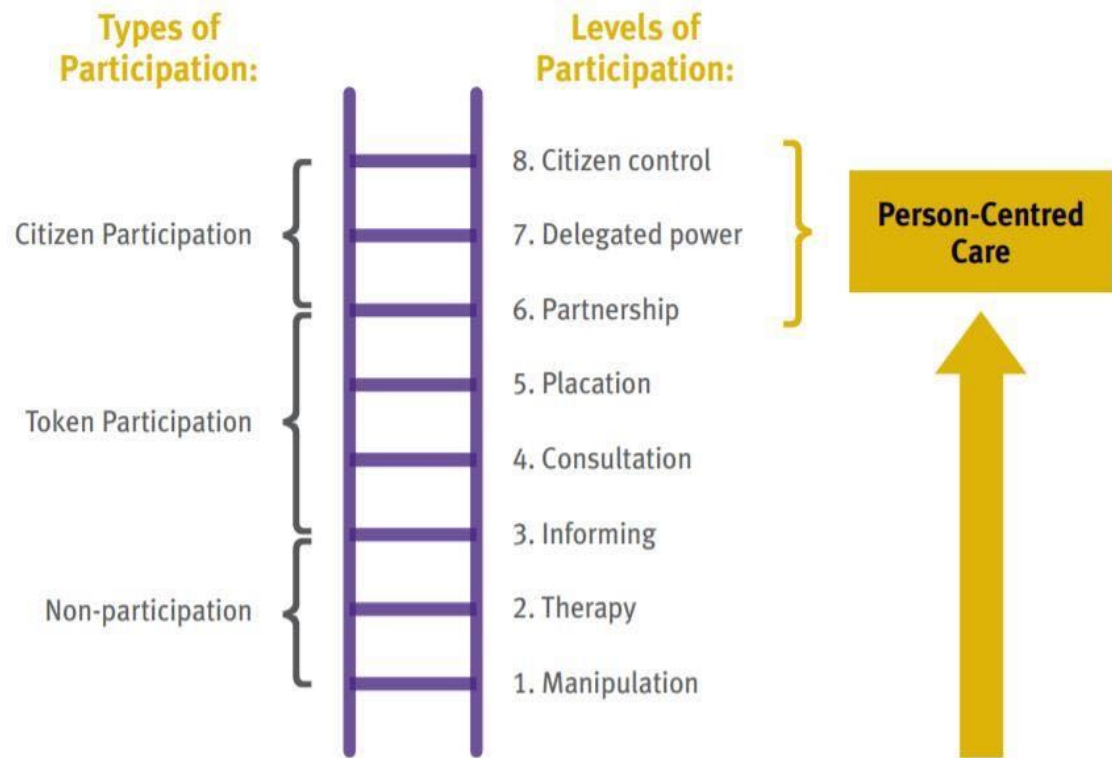 Types of
Participation:
Levels of
Participation:
Citizen Participation
Token Participation
Non-participation
8. Citizen control
7. Delegated power
6. Partnership
5. Placation
4. Consultation
3. Informing
2. Therapy
1. Manipulation
Person-Centred
Care